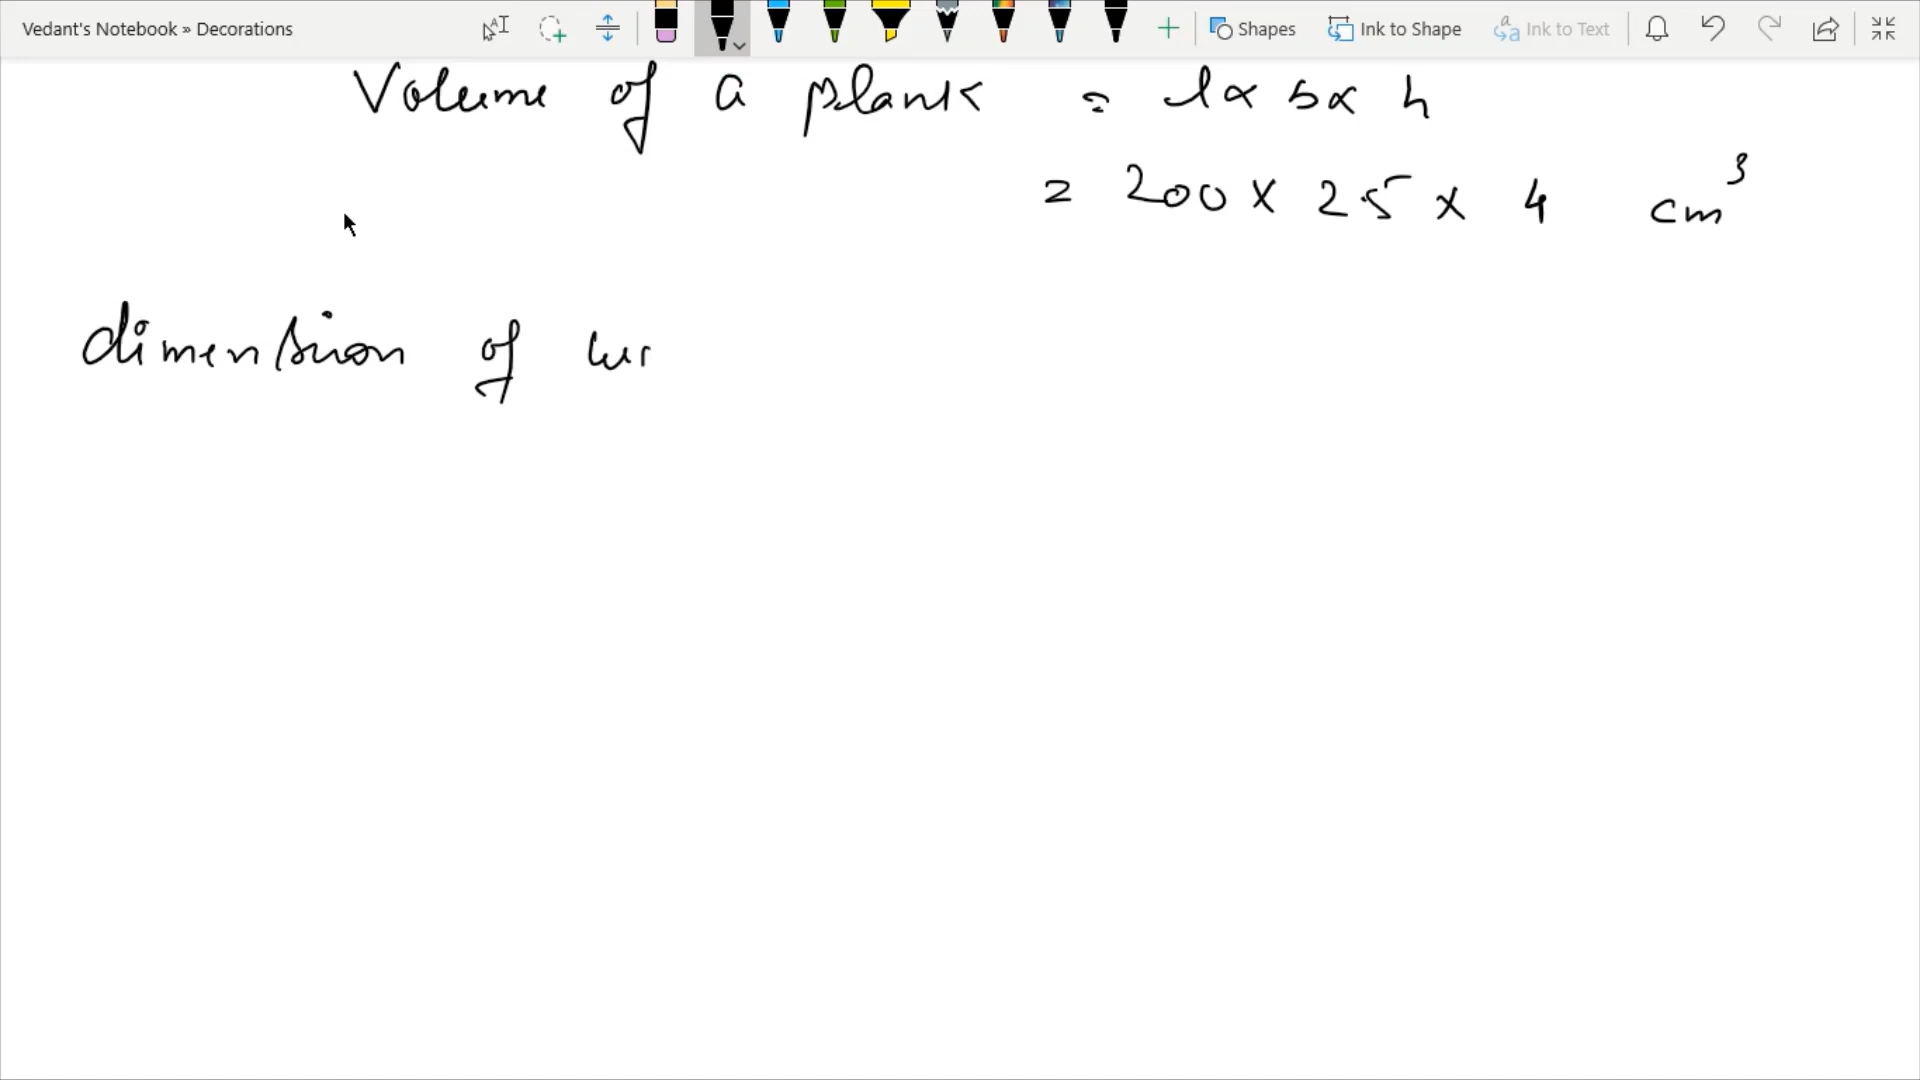 Vedant's Notebook » Decorations
Shapes Ink to Shape Ink to Text
Volume of a plank = l x b x h
= 200 x 25 x 4 cm³
dimension of